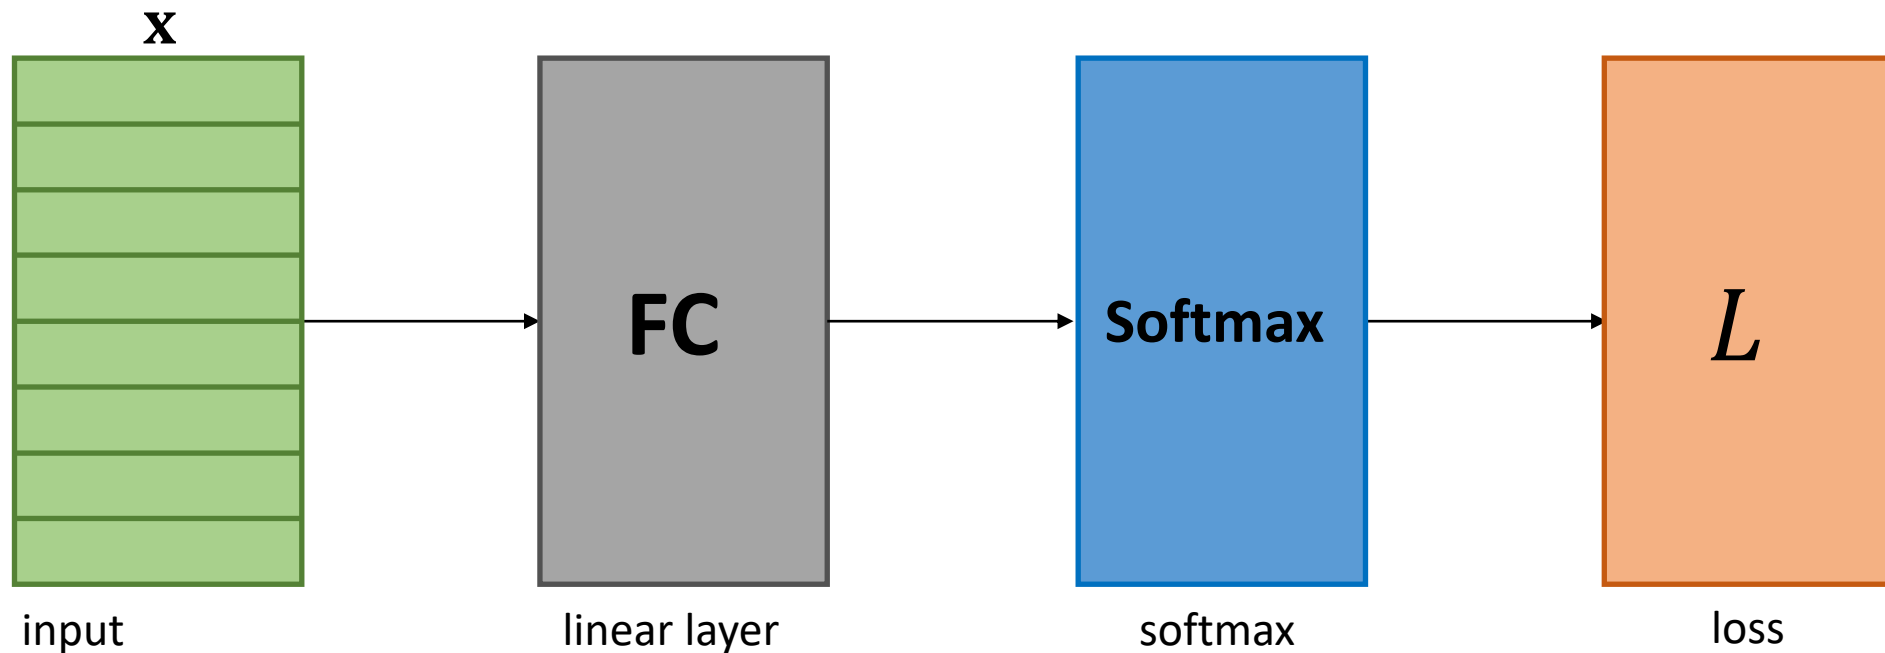 x
FC
Softmax
L
input
linear layer
softmax
loss